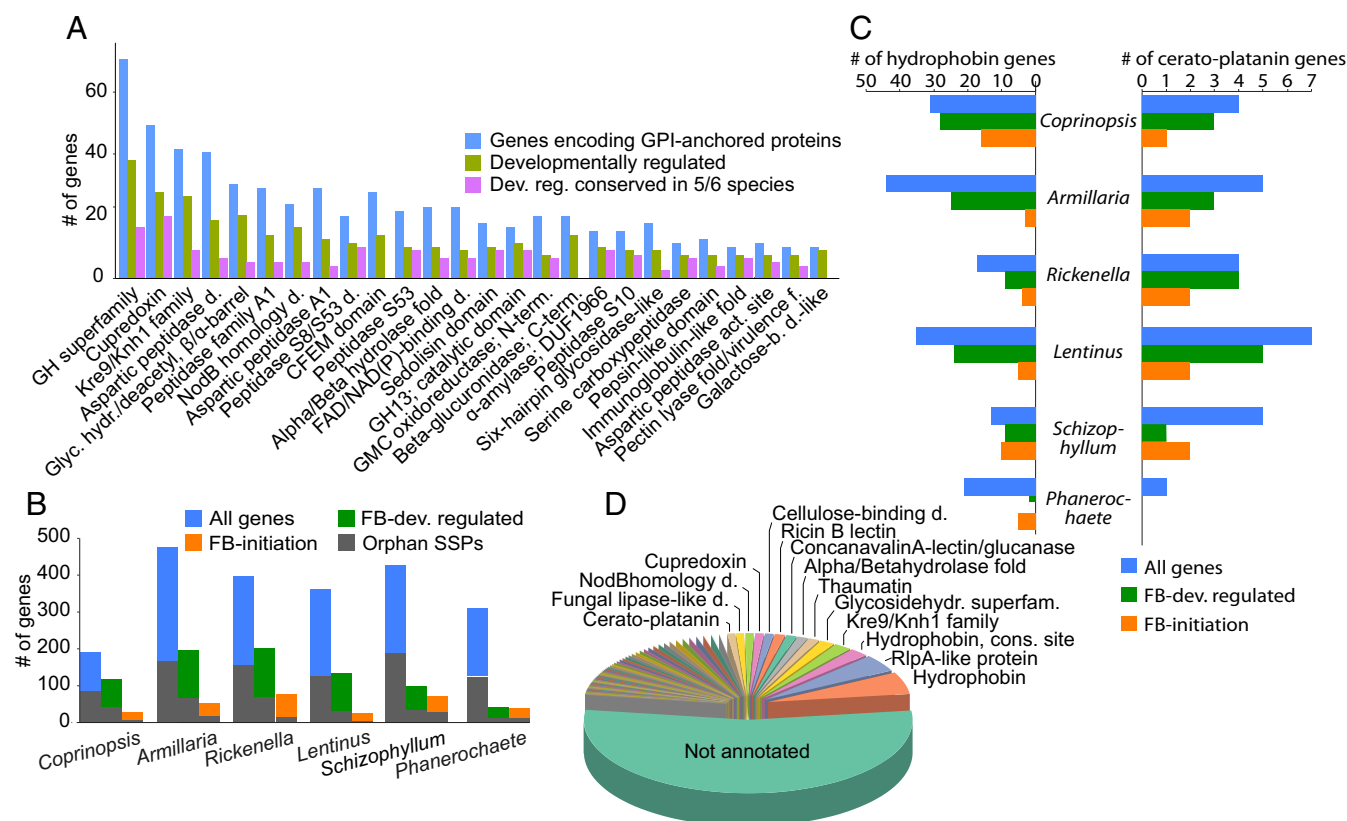 A
# of genes
60
40
20
0
Genes encoding GPI-anchored proteins
Developmentally regulated
Dev. reg. conserved in 5/6 species
GH superfamily
Cupredoxin
Kre9/Knh1 family
Aspartic peptidase d.
Glyc. hydr./deacetyl, β/α-barrel
Peptidase family A1
NodB homology d.
Aspartic peptidase A1
Peptidase S8/S53 d.
CFEM domain
Peptidase S53
Alpha/Beta hydrolase fold
FAD/NAD(P)-binding d.
Sedolisin domain
GH13; catalytic domain
GMC oxidoreductase; N-term.
Beta-glucuronidase; C-term.
α-amylase; DUF1966
Peptidase S10
Six-hairpin glycosidase-like
Serine carboxypeptidase
Pepsin-like domain
Immunoglobulin-like fold
Aspartic peptidase act. site
Pectin lyase fold/virulence f.
Galactose-b. d.-like
B
# of genes
500
400
300
200
100
0
All genes
FB-dev. regulated
FB-initiation
Orphan SSPs
Coprinopsis
Armillaria
Rickenella
Lentinus
Schizophyllum
Phanerochaete
C
# of hydrophobin genes
50 40 30 20 10 0
# of cerato-platanin genes
0 1 2 3 4 5 6 7
Coprinopsis
Armillaria
Rickenella
Lentinus
Schizop-
hyllum
Phaneroc-
haete
All genes
FB-dev. regulated
FB-initiation
D
Cellulose-binding d.
Ricin B lectin
ConcanavalinA-lectin/glucanase
Alpha/Betahydrolase fold
Thaumatin
Glycosidehydr. superfam.
Kre9/Knh1 family
Hydrophobin, cons. site
RlpA-like protein
Hydrophobin
Cupredoxin
NodBhomology d.
Fungal lipase-like d.
Cerato-platanin
Not annotated